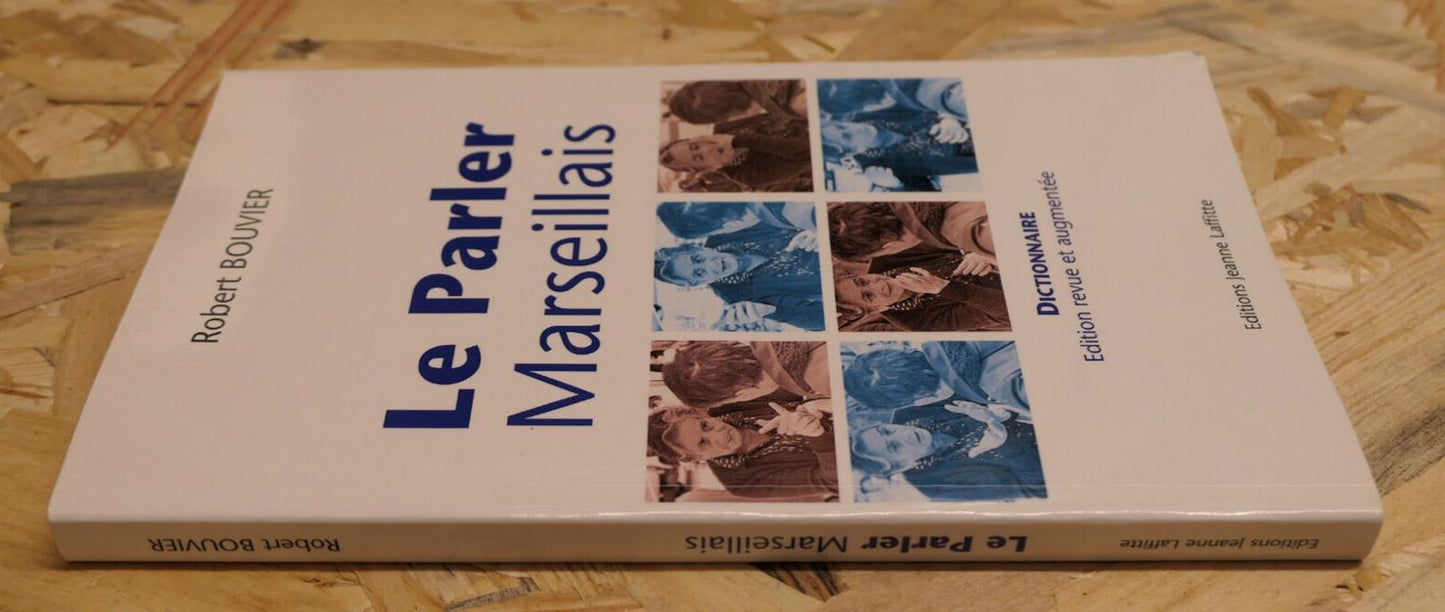 Robert BOUVIER
Le Parler
Marseillais
DICTIONNAIRE
Edition revue et augmentée
Editions Jeanne Laffitte
Robert BOUVIER
Le Parler Marseillais
Editions Jeanne Laffitte